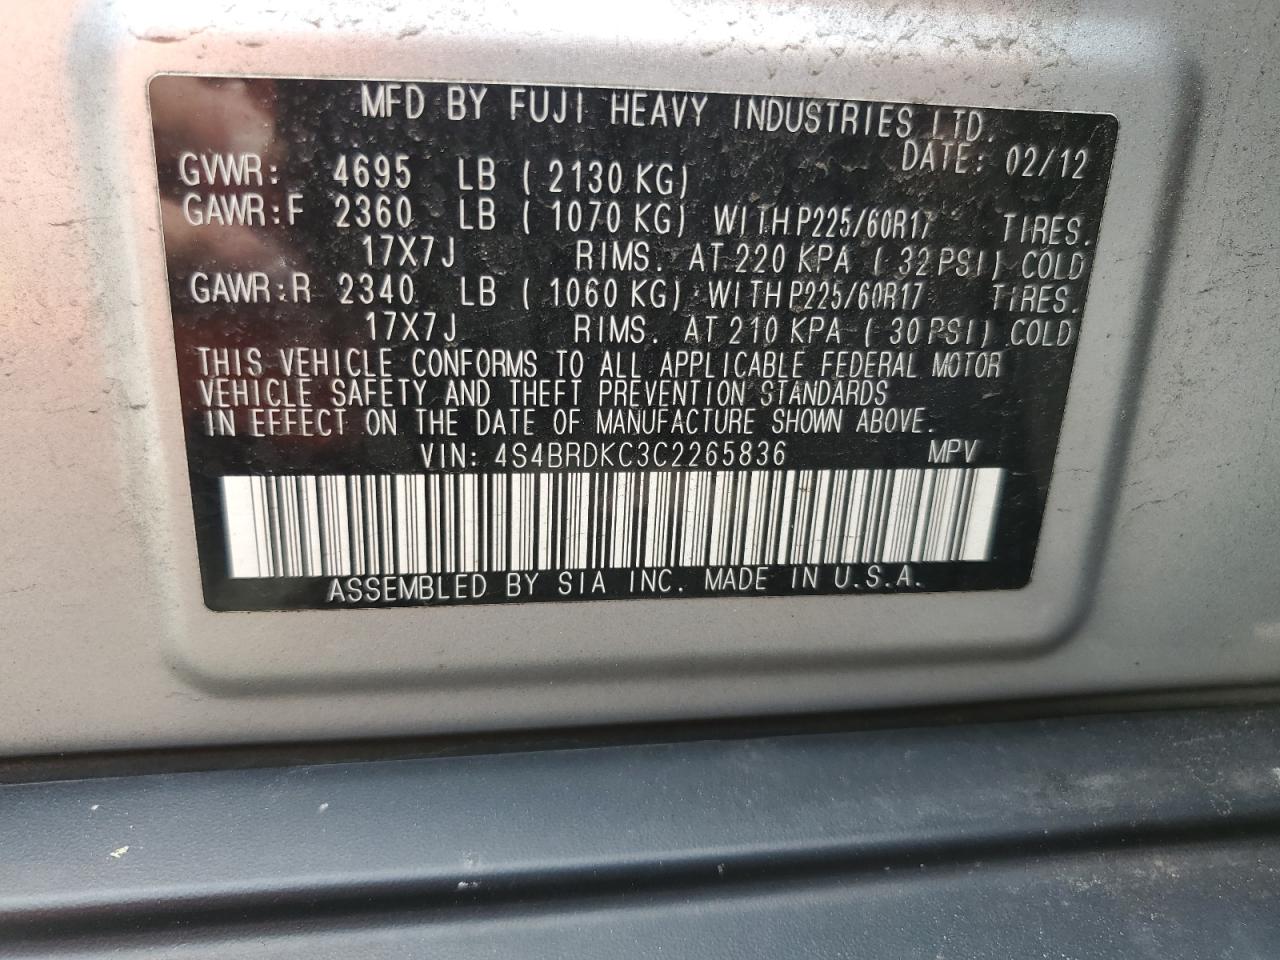 MFD BY FUJI HEAVY INDUSTRIES LTD.
DATE: 02/12
GVWR: 4695 LB ( 2130 KG)
GAWR:F 2360 LB ( 1070 KG) WITH P225/60R17 TIRES.
17X7J RIMS. AT 220 KPA ( 32 PSI) COLD
GAWR:R 2340 LB ( 1060 KG) WITH P225/60R17 TIRES.
17X7J RIMS. AT 210 KPA ( 30 PSI) COLD
THIS VEHICLE CONFORMS TO ALL APPLICABLE FEDERAL MOTOR
VEHICLE SAFETY AND THEFT PREVENTION STANDARDS
IN EFFECT ON THE DATE OF MANUFACTURE SHOWN ABOVE.
VIN: 4S4BRDKC3C2265836 MPV
ASSEMBLED BY SIA INC. MADE IN U.S.A.